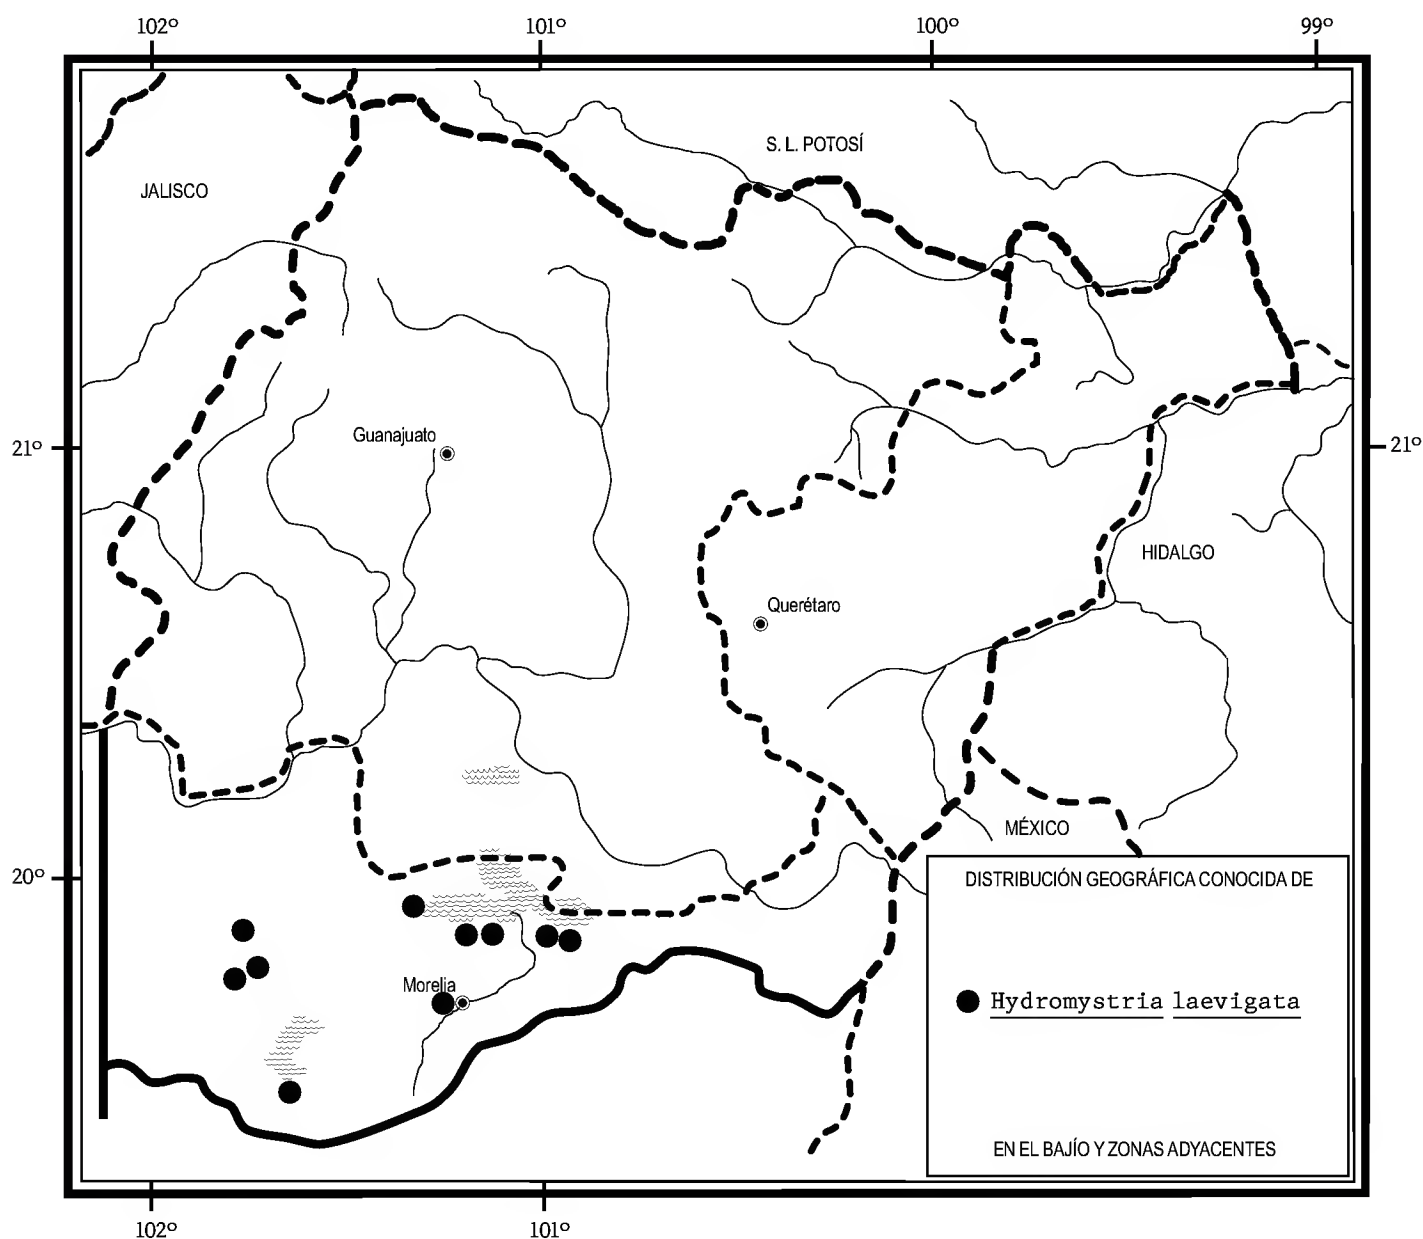 102º 101º 100º 99º
S. L. POTOSÍ
JALISCO
Guanajuato
21º 21º
HIDALGO
Querétaro
MÉXICO
20º
DISTRIBUCIÓN GEOGRÁFICA CONOCIDA DE
Morelia
Hydromystria laevigata
EN EL BAJÍO Y ZONAS ADYACENTES
102º 101º